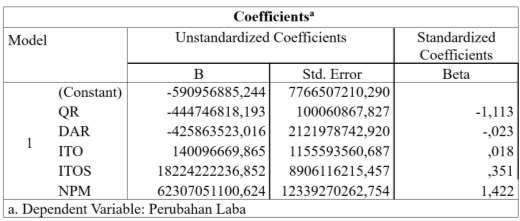 Coefficientsa
Model Unstandardized Coefficients Standardized Coefficients
B Std. Error Beta
1
(Constant) -590956885,244 7766507210,290
QR -444746818,193 100060867,827 -1,113
DAR -425863523,016 2121978742,920 -,023
ITO 140096669,865 1155593560,687 ,018
ITOS 18224222236,852 8906116215,457 ,351
NPM 62307051100,624 12339270262,754 1,422
a. Dependent Variable: Perubahan Laba